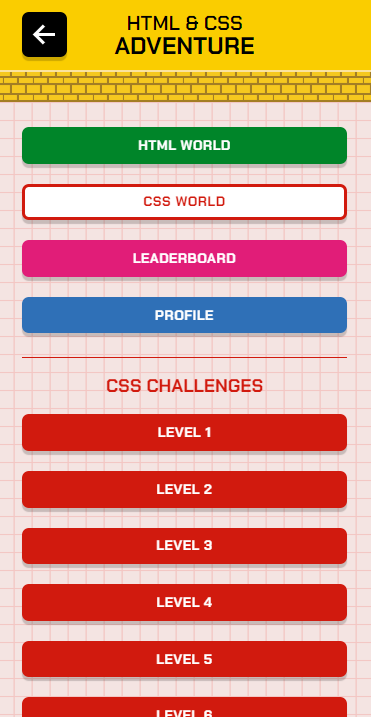 HTML & CSS
ADVENTURE
HTML WORLD
CSS WORLD
LEADERBOARD
PROFILE
CSS CHALLENGES
LEVEL 1
LEVEL 2
LEVEL 3
LEVEL 4
LEVEL 5
LEVEL 6